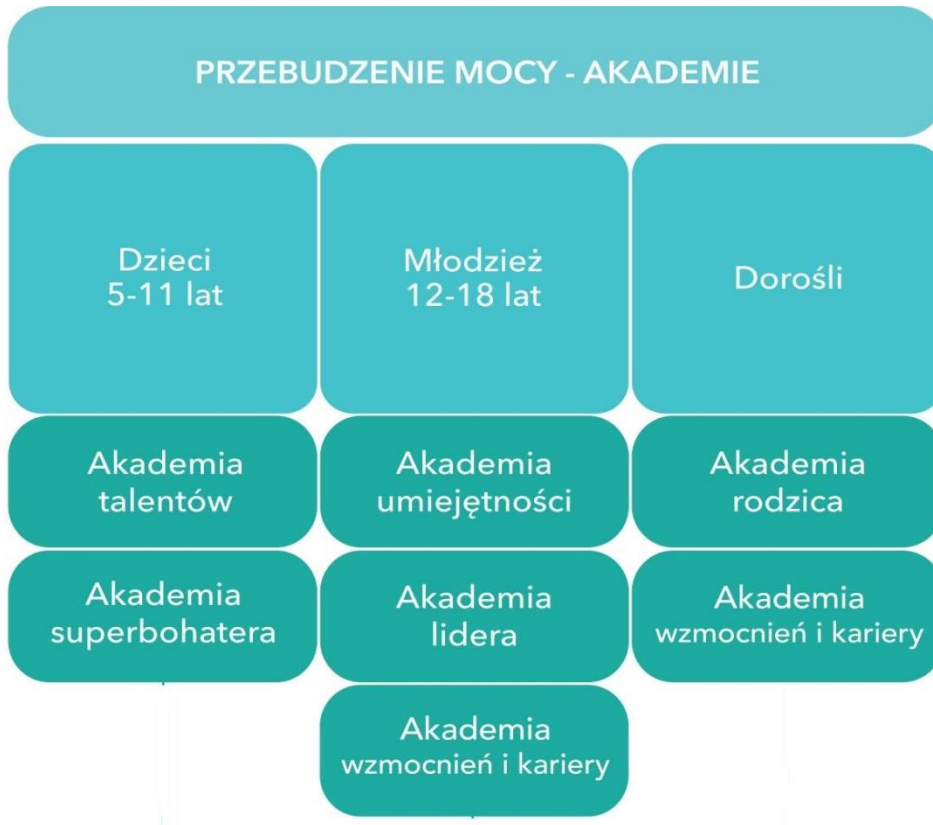 PRZEBUDZENIE MOCY - AKADEMIE
Dzieci
5-11 lat
Młodzież
12-18 lat
Dorośli
Akademia
talentów
Akademia
umiejętności
Akademia
rodzica
Akademia
superbohatera
Akademia
lidera
Akademia
wzmocnień i kariery
Akademia
wzmocnień i kariery